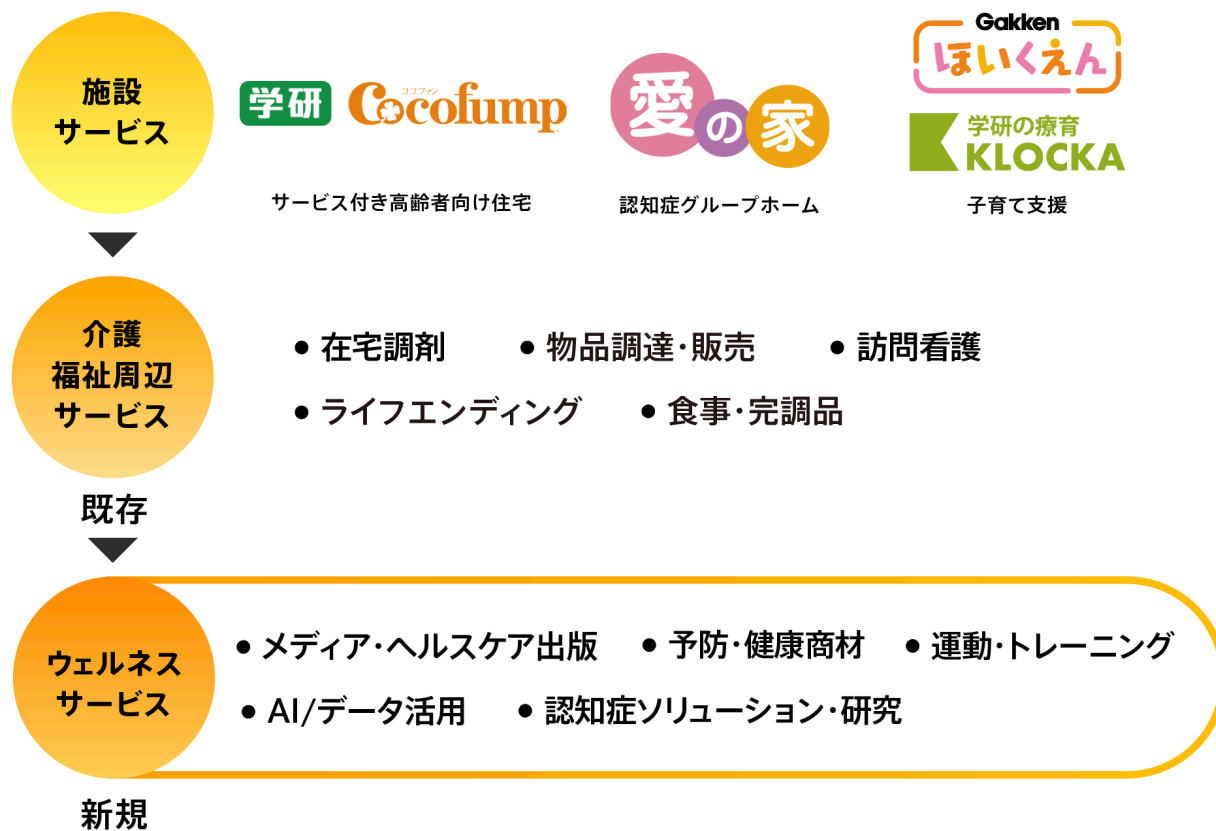 施設
サービス
学研 ココファン Cocofump
サービス付き高齢者向け住宅
愛の家
認知症グループホーム
Gakken
ほいくえん
学研の療育
KLOCKA
子育て支援
介護
福祉周辺
サービス
• 在宅調剤 • 物品調達・販売 • 訪問看護
• ライフエンディング • 食事・完調品
既存
ウェルネス
サービス
• メディア・ヘルスケア出版 • 予防・健康商材 • 運動・トレーニング
• AI/データ活用 • 認知症ソリューション・研究
新規